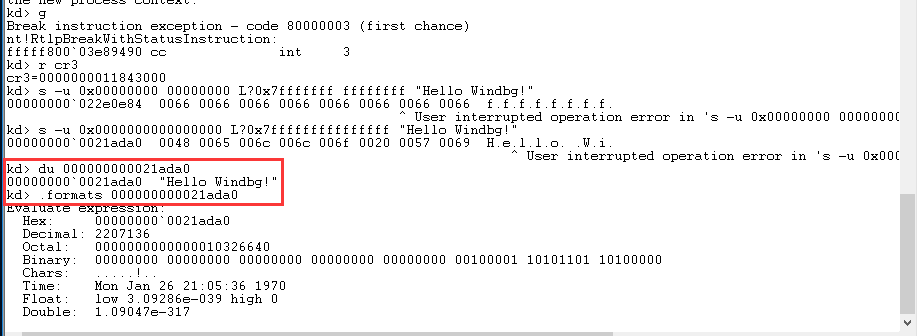 the new process context.
kd> g
Break instruction exception - code 80000003 (first chance)
nt!RtlpBreakWithStatusInstruction:
fffff800`03e89490 cc int 3
kd> r cr3
cr3=0000000011843000
kd> s -u 0x00000000`00000000 L?0x7fffffff`ffffffff "Hello Windbg!"
00000000`022e0e84 0066 0066 0066 0066 0066 0066 0066 0066 f.f.f.f.f.f.f.f.
^ User interrupted operation error in 's -u 0x00000000`00000000
kd> s -u 0x0000000000000000 L?0x7fffffffffffffff "Hello Windbg!"
00000000`0021ada0 0048 0065 006c 006c 006f 0020 0057 0069 H.e.l.l.o. .W.i.
^ User interrupted operation error in 's -u 0x000
kd> du 000000000021ada0
00000000`0021ada0 "Hello Windbg!"
kd> .formats 000000000021ada0
Evaluate expression:
Hex: 00000000`0021ada0
Decimal: 2207136
Octal: 0000000000000010326640
Binary: 00000000 00000000 00000000 00000000 00000000 00100001 10101101 10100000
Chars: .....!..
Time: Mon Jan 26 21:05:36 1970
Float: low 3.09286e-039 high 0
Double: 1.09047e-317